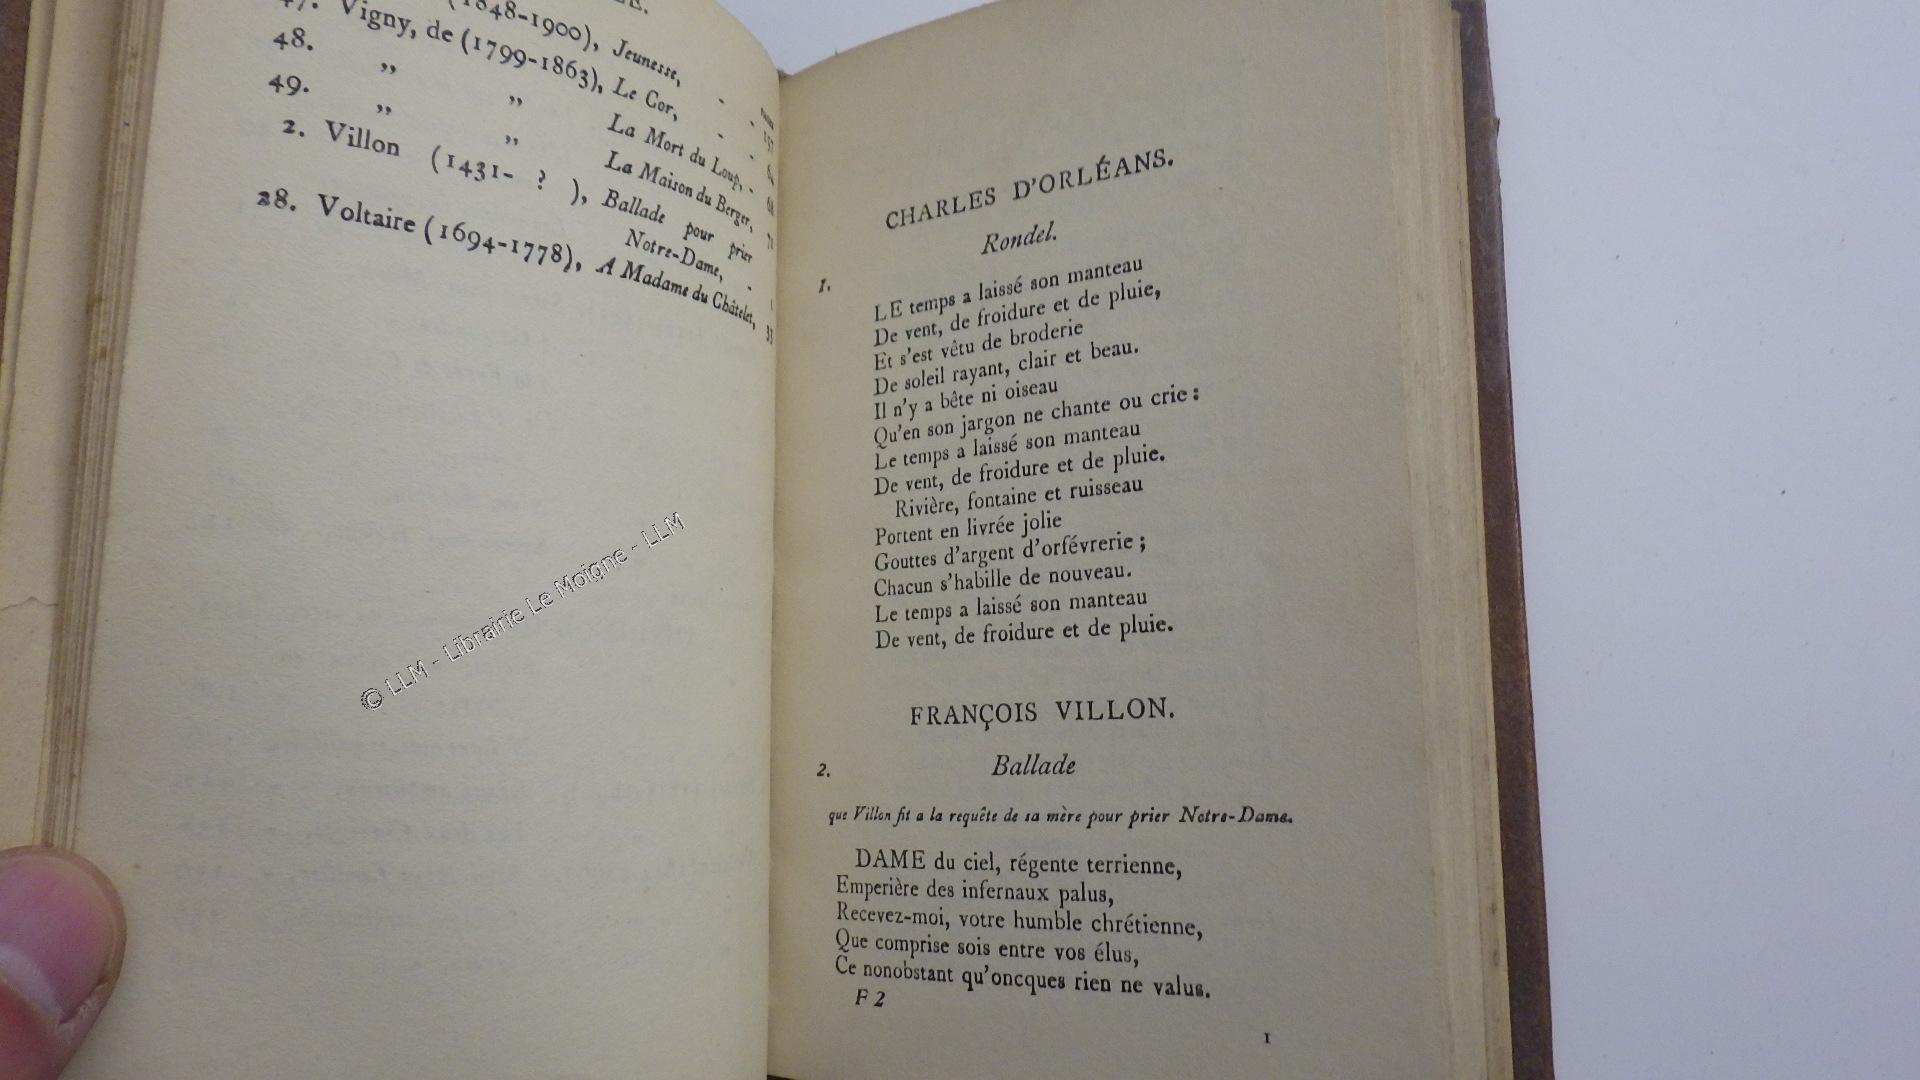 (1848-1900), Jeunesse, - - 157
47. Vigny, de (1799-1863), Le Cor, - - 64
48. ,, ,, La Mort du Loup, - 68
49. ,, ,, La Maison du Berger, 71
2. Villon (1431- ? ), Ballade pour prier
Notre-Dame, - 1
28. Voltaire (1694-1778), A Madame du Châtelet, 33
© LLM - Librairie Le Moigne - LLM
CHARLES D'ORLÉANS.
Rondel.
1.
LE temps a laissé son manteau
De vent, de froidure et de pluie,
Et s'est vêtu de broderie
De soleil rayant, clair et beau.
Il n'y a bête ni oiseau
Qu'en son jargon ne chante ou crie :
Le temps a laissé son manteau
De vent, de froidure et de pluie.
Rivière, fontaine et ruisseau
Portent en livrée jolie
Gouttes d'argent d'orfévrerie ;
Chacun s'habille de nouveau.
Le temps a laissé son manteau
De vent, de froidure et de pluie.
FRANÇOIS VILLON.
2. Ballade
que Villon fit a la requête de sa mère pour prier Notre-Dame.
DAME du ciel, régente terrienne,
Emperière des infernaux palus,
Recevez-moi, votre humble chrétienne,
Que comprise sois entre vos élus,
Ce nonobstant qu'oncques rien ne valus.
F 2
1